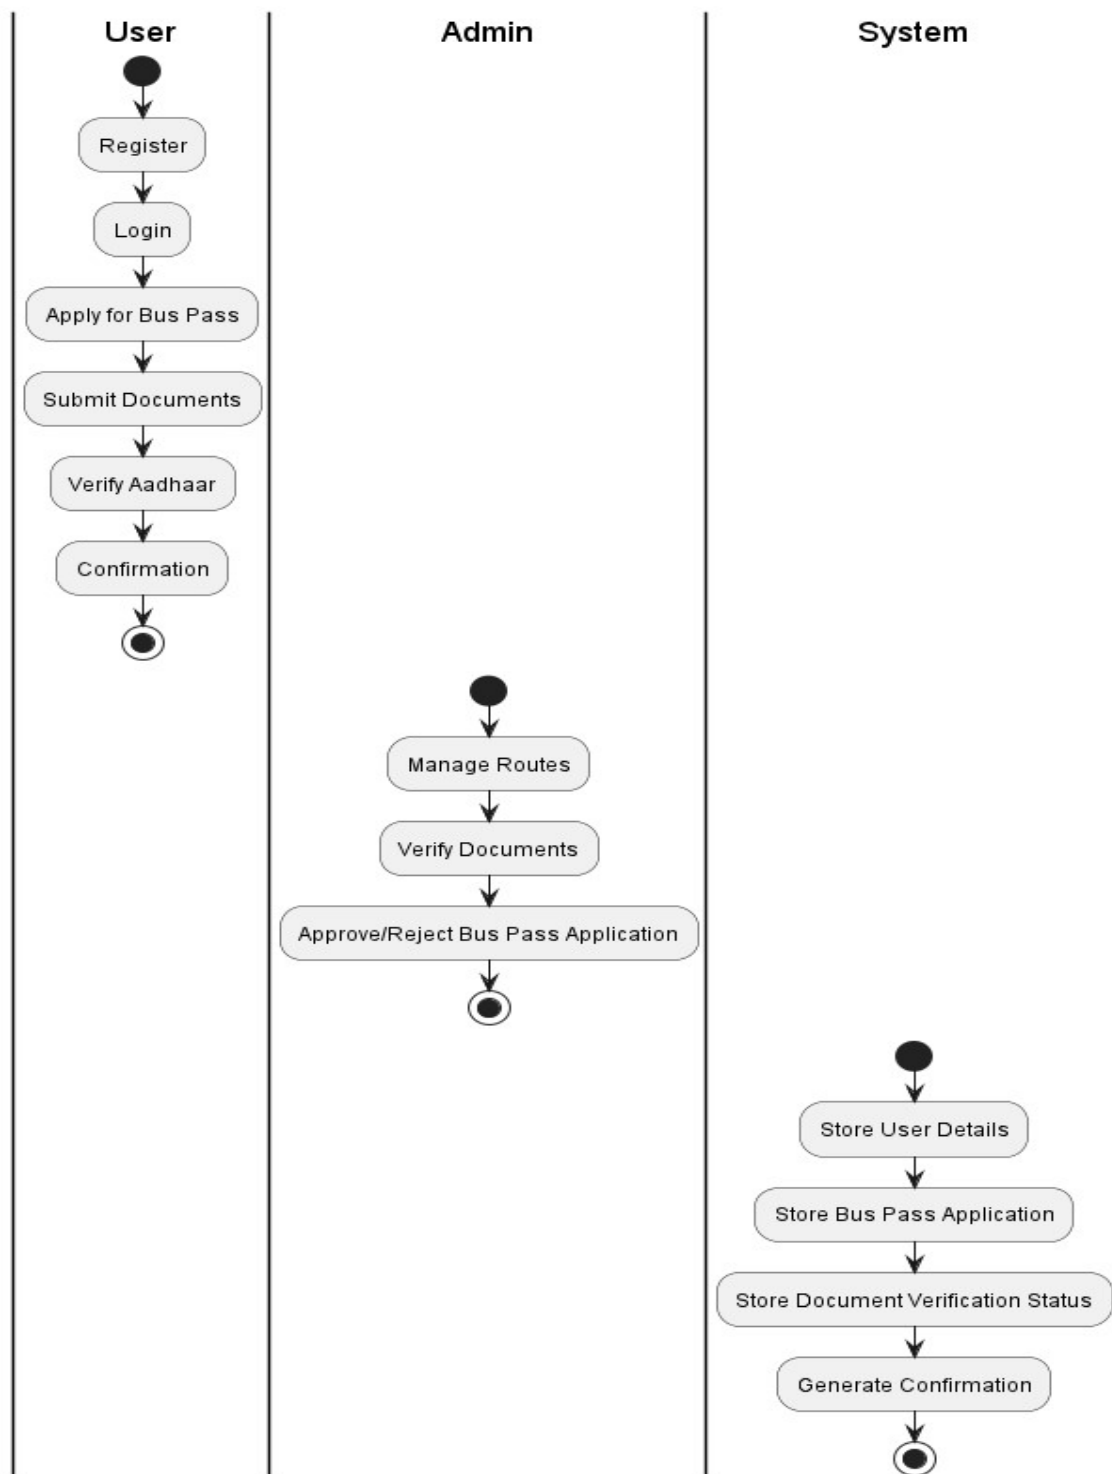 User
Admin
System
Register
Login
Apply for Bus Pass
Submit Documents
Verify Aadhaar
Confirmation
Manage Routes
Verify Documents
Approve/Reject Bus Pass Application
Store User Details
Store Bus Pass Application
Store Document Verification Status
Generate Confirmation